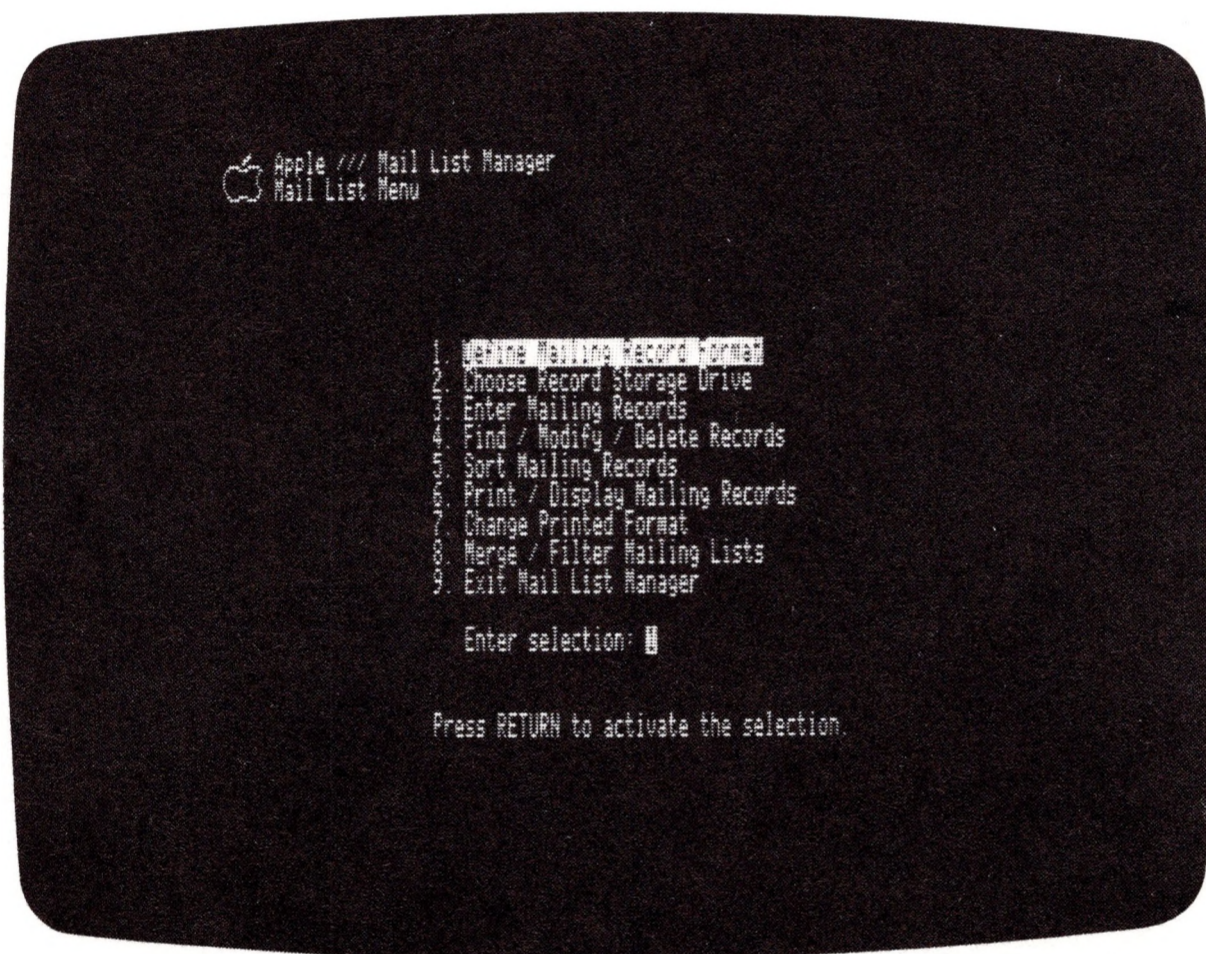 Apple /// Mail List Manager
Mail List Menu
1. Define Mailing Record Format
2. Choose Record Storage Drive
3. Enter Mailing Records
4. Find / Modify / Delete Records
5. Sort Mailing Records
6. Print / Display Mailing Records
7. Change Printed Format
8. Merge / Filter Mailing Lists
9. Exit Mail List Manager
Enter selection:
Press RETURN to activate the selection.